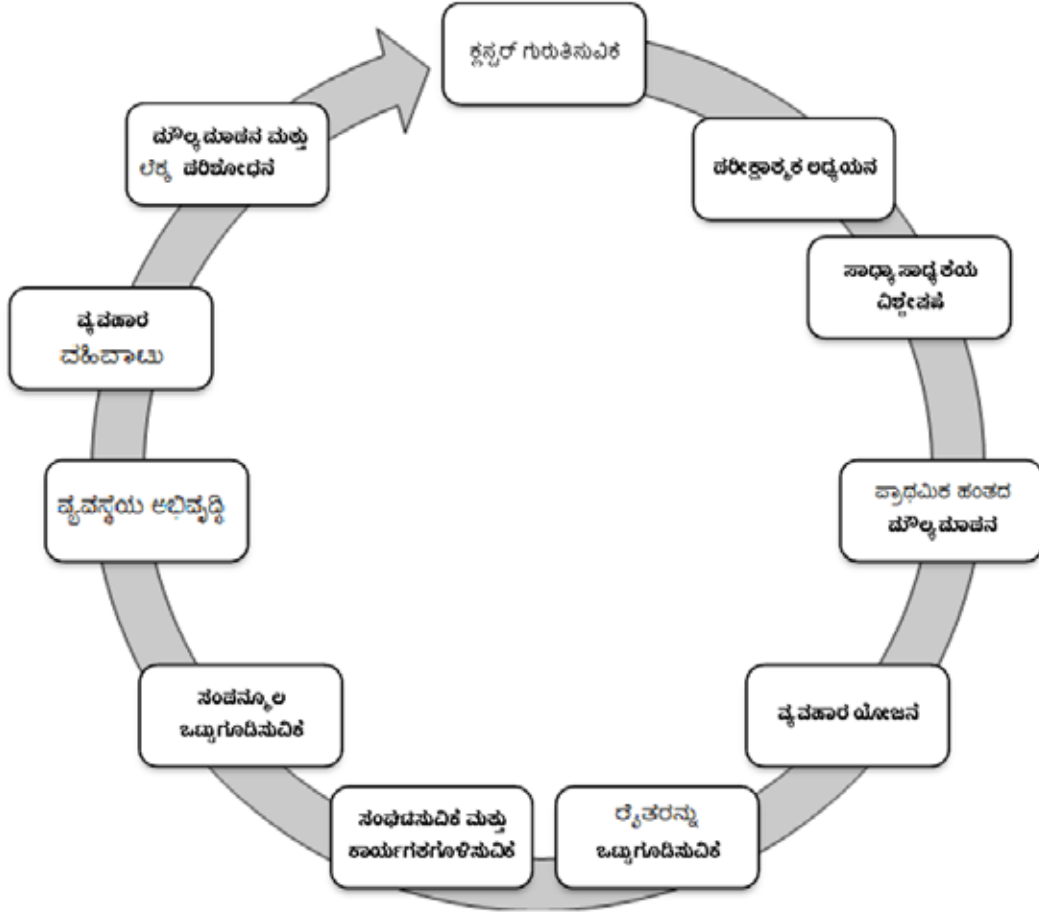 ಕ್ಲಸ್ಟರ್ ಗುರುತಿಸುವಿಕೆ
ಪರೀಕ್ಷಾತ್ಮಕ ಅಧ್ಯಯನ
ಸಾಧ್ಯಾಸಾಧ್ಯತೆಯ
ವಿಶ್ಲೇಷಣೆ
ಪ್ರಾಥಮಿಕ ಹಂತದ
ಮೌಲ್ಯಮಾಪನ
ವ್ಯವಹಾರ ಯೋಜನೆ
ರೈತರನ್ನು
ಒಟ್ಟುಗೂಡಿಸುವಿಕೆ
ಸಂಘಟಿಸುವಿಕೆ ಮತ್ತು
ಕಾರ್ಯಗತಗೊಳಿಸುವಿಕೆ
ಸಂಪನ್ಮೂಲ
ಒಟ್ಟುಗೂಡಿಸುವಿಕೆ
ವ್ಯವಸ್ಥೆಯ ಅಭಿವೃದ್ಧಿ
ವ್ಯವಹಾರ
ವಹಿವಾಟು
ಮೌಲ್ಯಮಾಪನ ಮತ್ತು
ಲೆಕ್ಕ ಪರಿಶೋಧನೆ